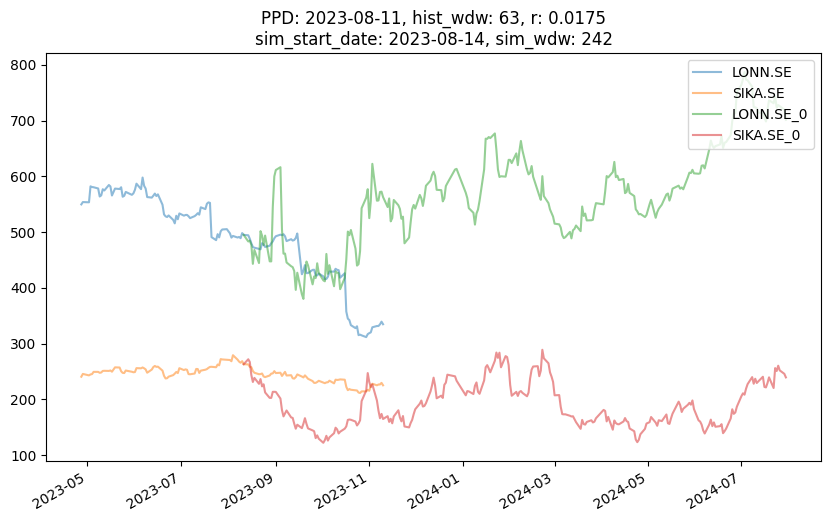 PPD: 2023-08-11, hist_wdw: 63, r: 0.0175
sim_start_date: 2023-08-14, sim_wdw: 242
800
700
600
500
400
300
200
100
LONN.SE
SIKA.SE
LONN.SE_0
SIKA.SE_0
2023-05
2023-07
2023-09
2023-11
2024-01
2024-03
2024-05
2024-07